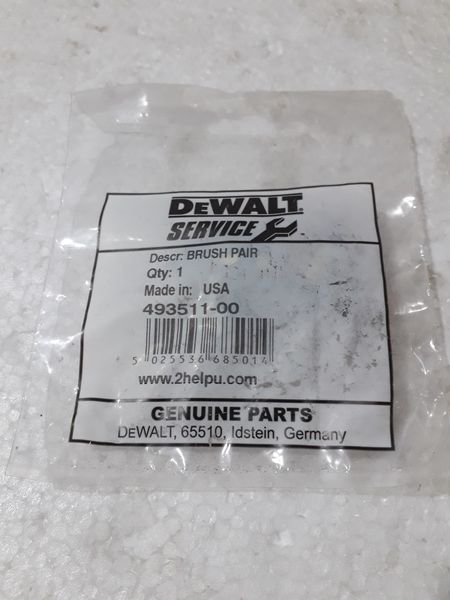 DEWALT
SERVICE
Descr: BRUSH PAIR
Qty: 1
Made in: USA
493511-00
5 025536 685014
www.2helpu.com
GENUINE PARTS
DEWALT, 65510, Idstein, Germany